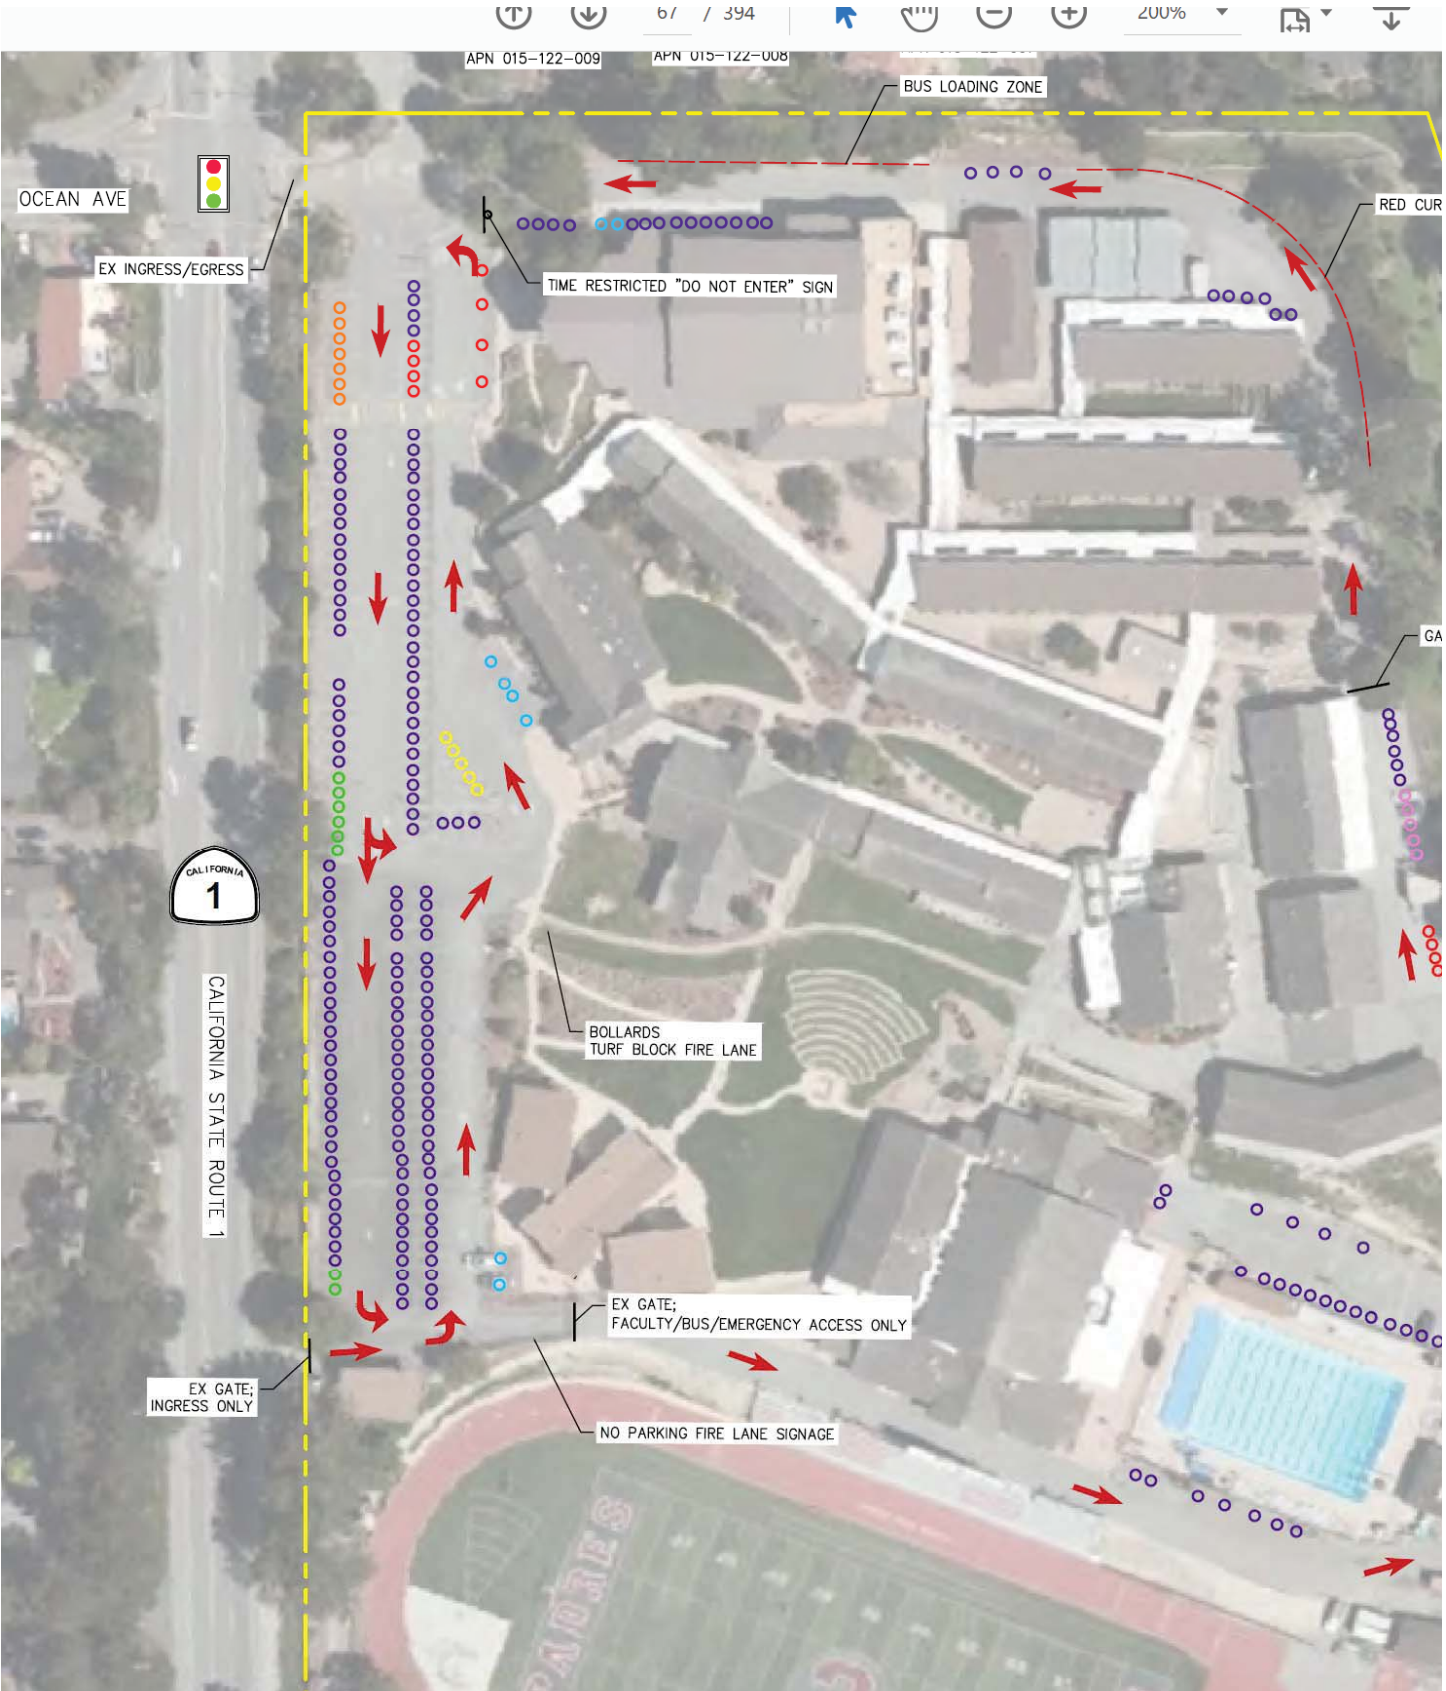 67 / 394
200%
APN 015-122-009
APN 015-122-008
BUS LOADING ZONE
OCEAN AVE
RED CUR
EX INGRESS/EGRESS
TIME RESTRICTED "DO NOT ENTER" SIGN
GA
CALIFORNIA
1
CALIFORNIA STATE ROUTE 1
BOLLARDS
TURF BLOCK FIRE LANE
EX GATE;
FACULTY/BUS/EMERGENCY ACCESS ONLY
EX GATE;
INGRESS ONLY
NO PARKING FIRE LANE SIGNAGE
PADRES